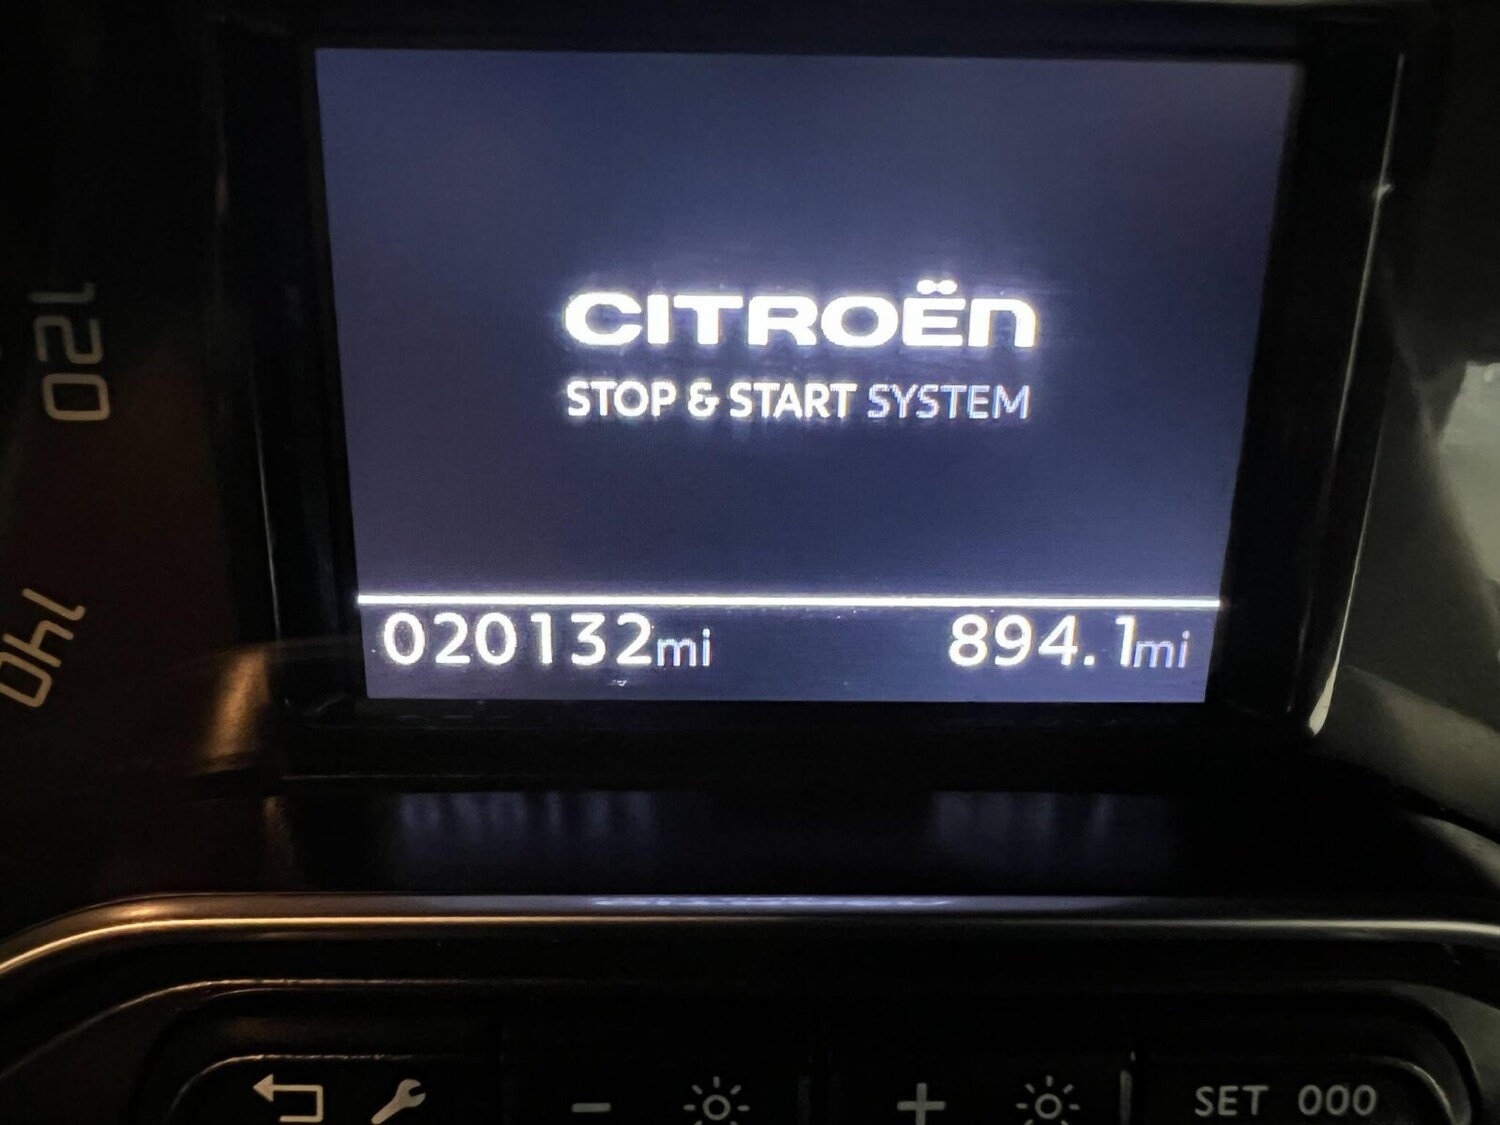 CITROËn
STOP & START SYSTEM
120
140
020132mi
894.1mi
- +
SET 000